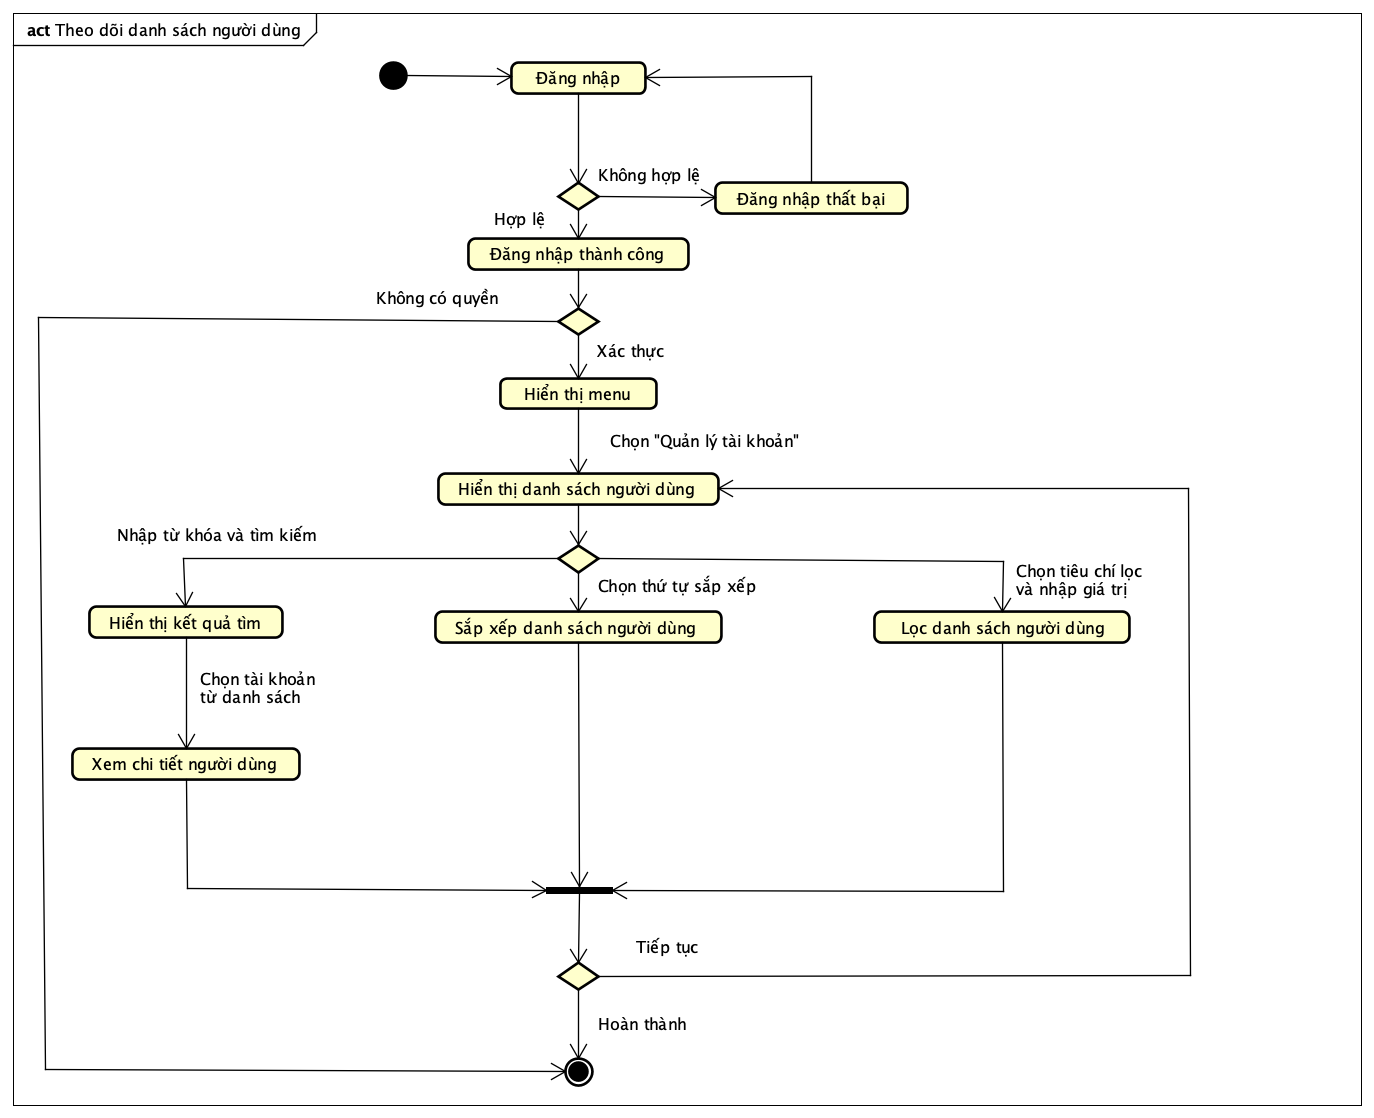 act Theo dõi danh sách người dùng
Đăng nhập
Không hợp lệ
Đăng nhập thất bại
Hợp lệ
Đăng nhập thành công
Không có quyền
Xác thực
Hiển thị menu
Chọn "Quản lý tài khoản"
Hiển thị danh sách người dùng
Nhập từ khóa và tìm kiếm
Chọn thứ tự sắp xếp
Chọn tiêu chí lọc
và nhập giá trị
Hiển thị kết quả tìm
Sắp xếp danh sách người dùng
Lọc danh sách người dùng
Chọn tài khoản
từ danh sách
Xem chi tiết người dùng
Tiếp tục
Hoàn thành